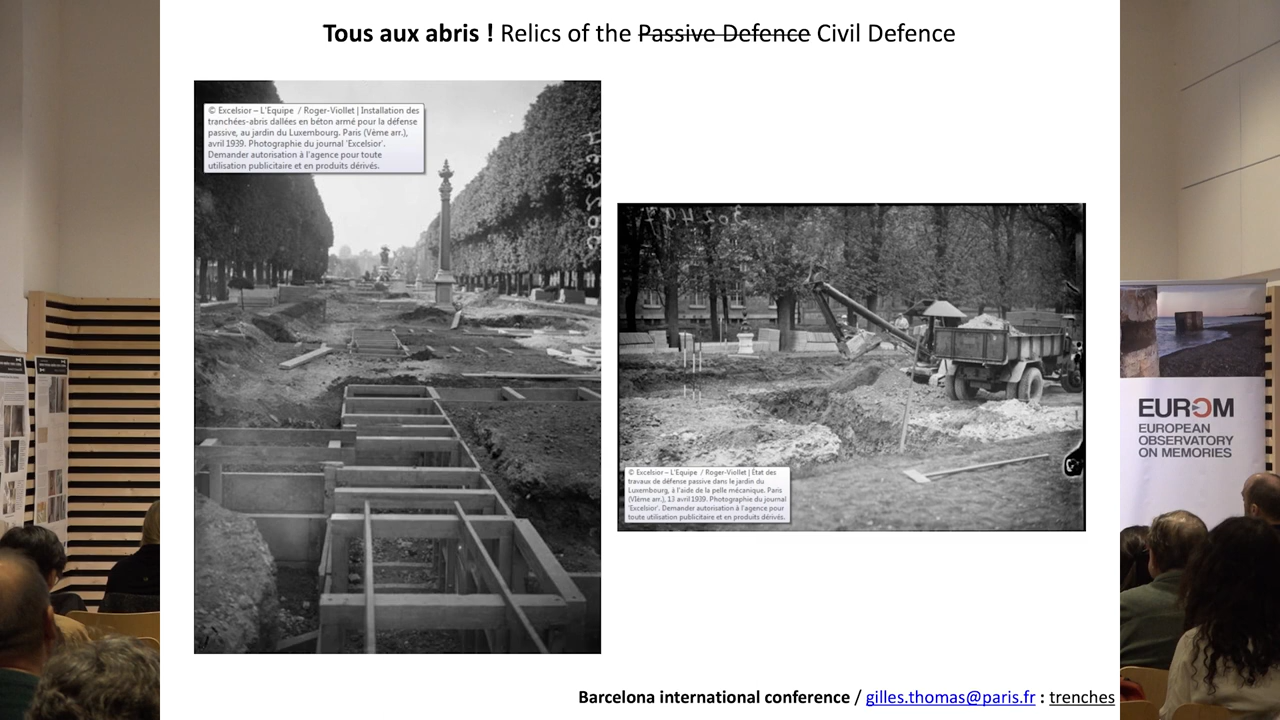 Tous aux abris ! Relics of the Passive Defence Civil Defence
© Excelsior – L'Equipe / Roger-Viollet | Installation des
tranchées-abris dallées en béton armé pour la défense
passive, au jardin du Luxembourg. Paris (Vème arr.),
avril 1939. Photographie du journal 'Excelsior'.
Demander autorisation à l'agence pour toute
utilisation publicitaire et en produits dérivés.
© Excelsior – L'Equipe / Roger-Viollet | État des
travaux de défense passive dans le jardin du
Luxembourg, à l'aide de la pelle mécanique. Paris
(VIème arr.), 13 avril 1939. Photographie du journal
'Excelsior'. Demander autorisation à l'agence pour
toute utilisation publicitaire et en produits dérivés.
EUROM
EUROPEAN
OBSERVATORY
ON MEMORIES
Barcelona international conference / gilles.thomas@paris.fr : trenches